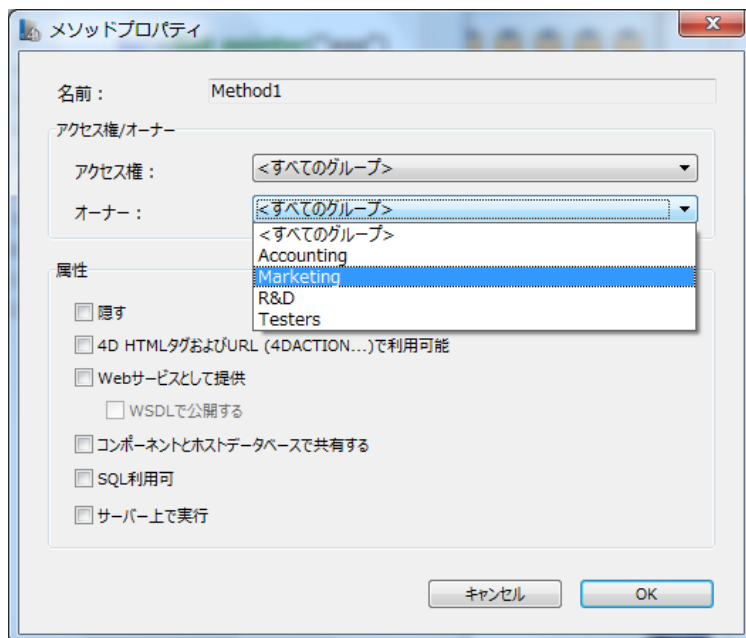 メソッドプロパティ
名前： Method1
アクセス権/オーナー
アクセス権： <すべてのグループ>
オーナー： <すべてのグループ>
<すべてのグループ>
Accounting
Marketing
R&D
Testers
属性
隠す
4D HTMLタグおよびURL (4DACTION...)で利用可能
Webサービスとして提供
WSDLで公開する
コンポーネントとホストデータベースで共有する
SQL利用可
サーバー上で実行
キャンセル OK